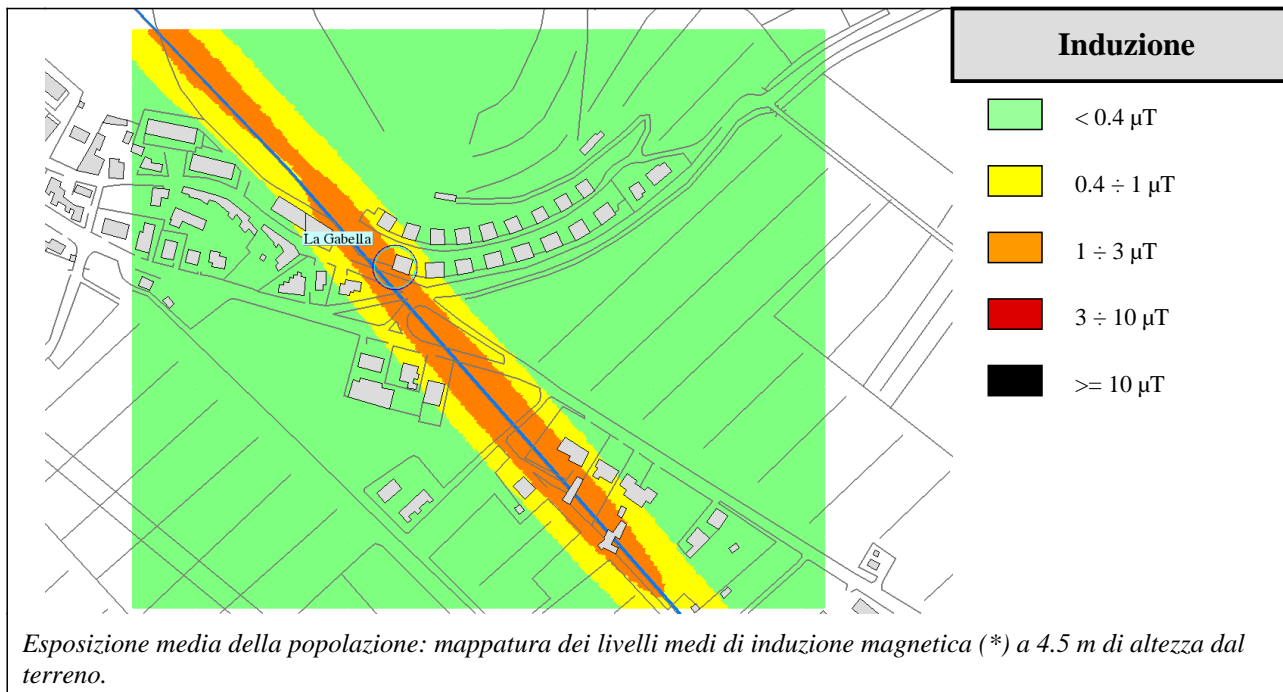 Induzione
< 0.4 µT
0.4 ÷ 1 µT
1 ÷ 3 µT
3 ÷ 10 µT
>= 10 µT
La Gabella
Esposizione media della popolazione: mappatura dei livelli medi di induzione magnetica (*) a 4.5 m di altezza dal
terreno.